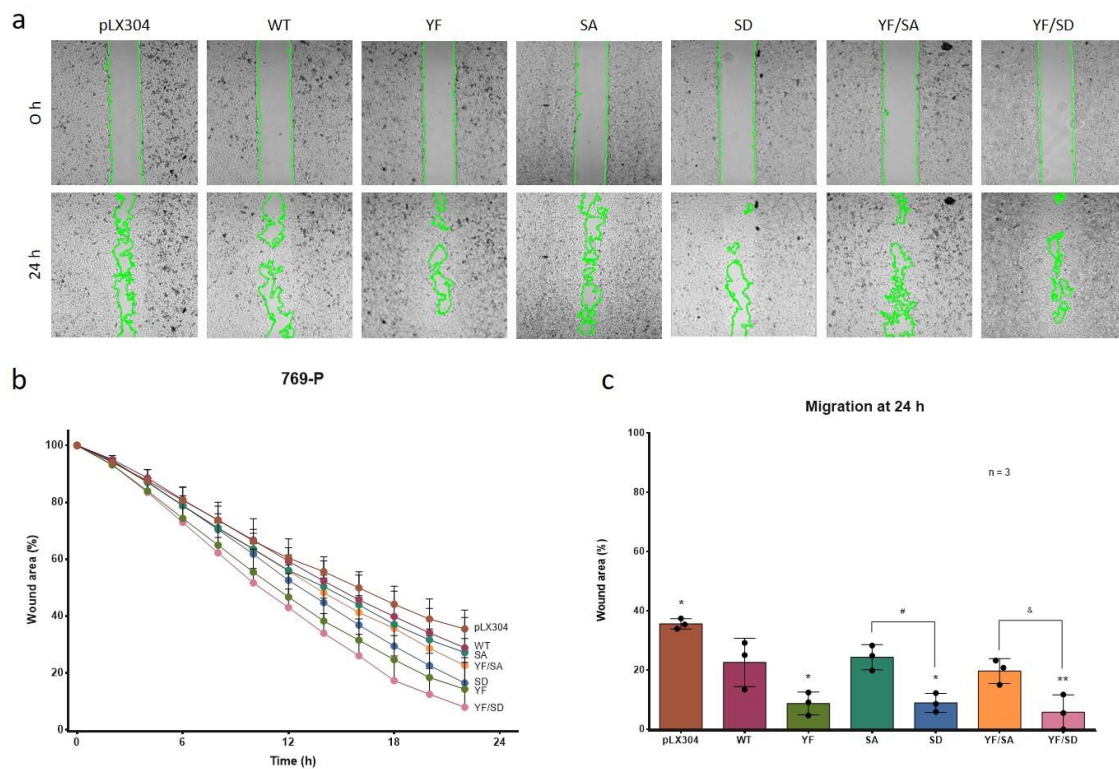 a
pLX304 WT YF SA SD YF/SA YF/SD
0 h
24 h
b
769-P
Wound area (%)
100
80
60
40
20
0
0 6 12 18 24
Time (h)
pLX304
WT
SA
YF/SA
SD
YF
YF/SD
c
Migration at 24 h
n = 3
Wound area (%)
100
80
60
40
20
0
*
*
#
*
&
**
pLX304 WT YF SA SD YF/SA YF/SD